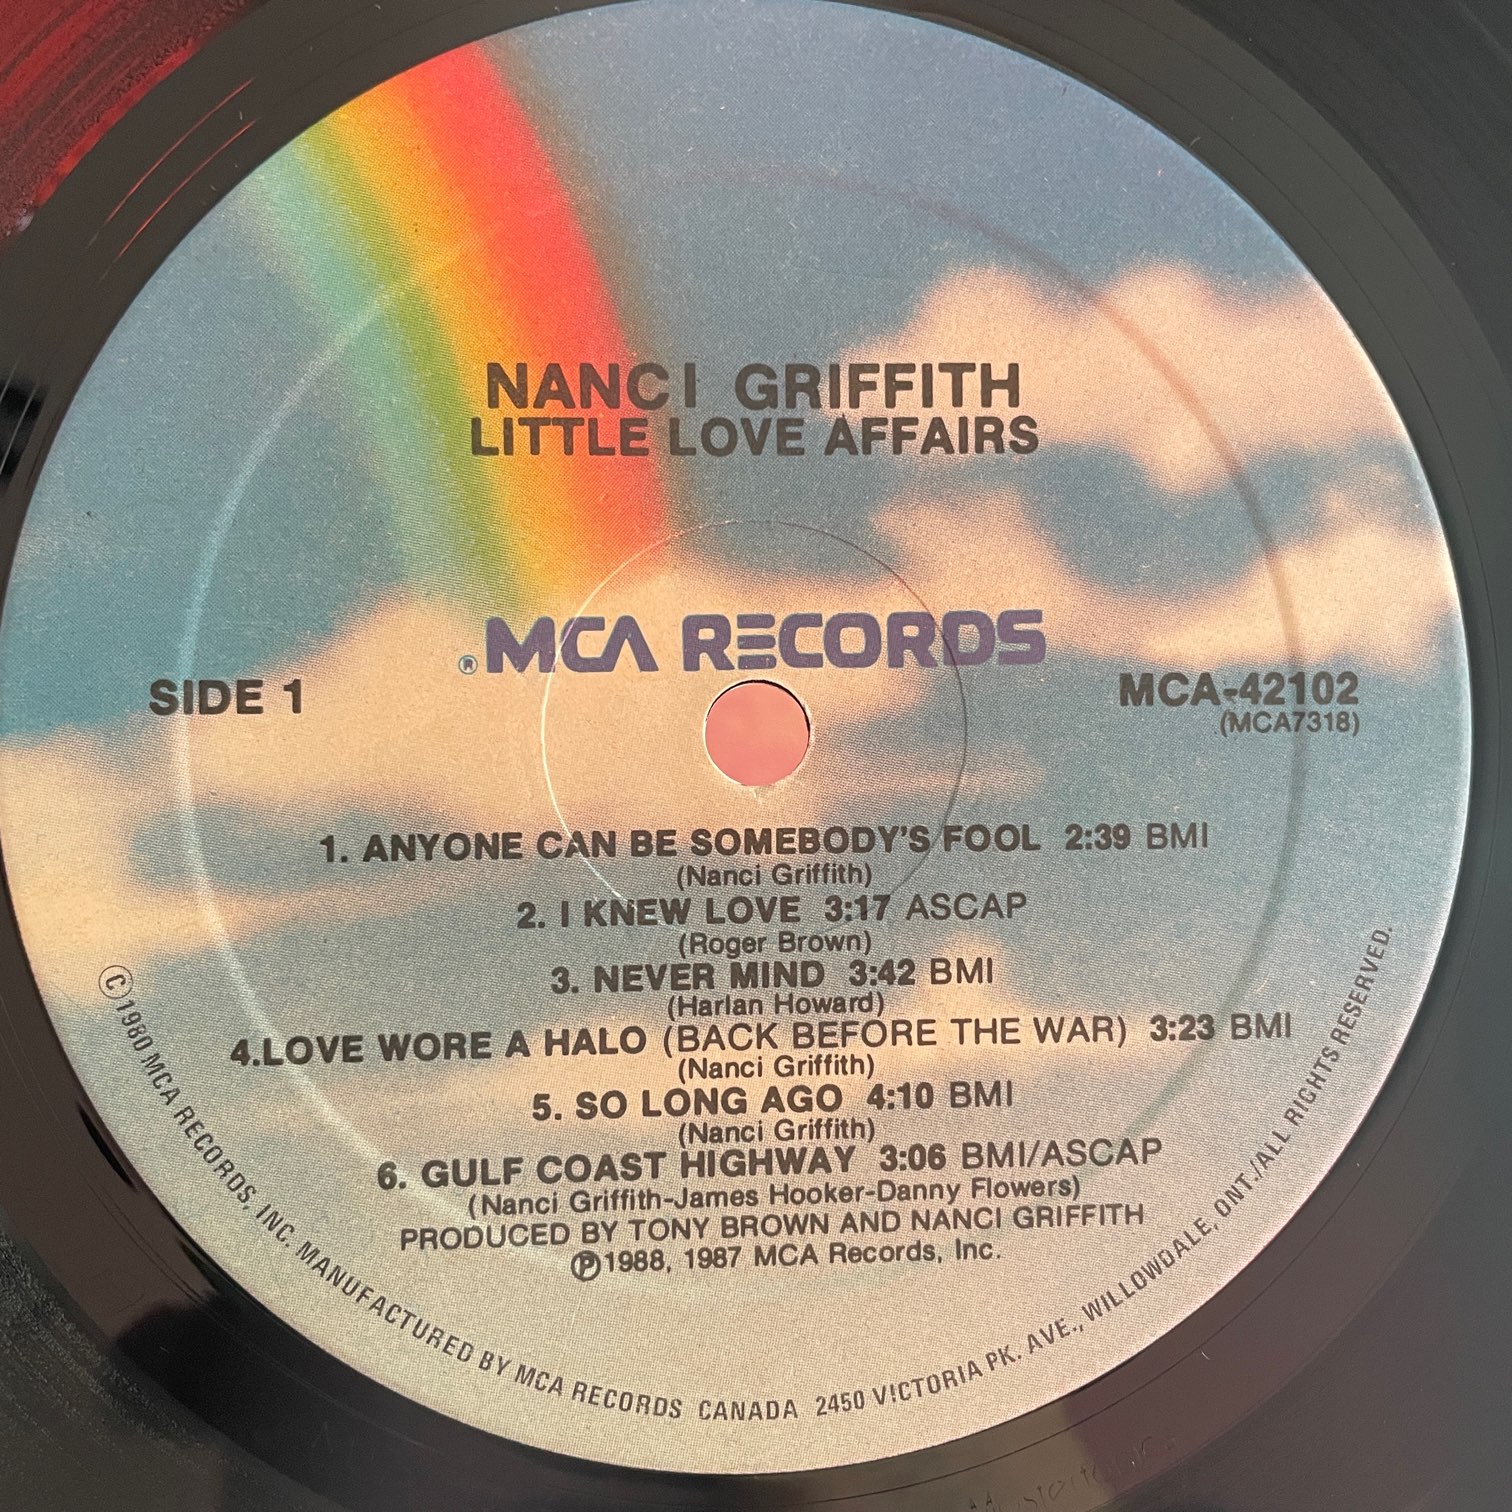 NANCI GRIFFITH
LITTLE LOVE AFFAIRS
® MCA RECORDS
SIDE 1
MCA-42102
(MCA7318)
1. ANYONE CAN BE SOMEBODY'S FOOL 2:39 BMI
(Nanci Griffith)
2. I KNEW LOVE 3:17 ASCAP
(Roger Brown)
3. NEVER MIND 3:42 BMI
(Harlan Howard)
4.LOVE WORE A HALO (BACK BEFORE THE WAR) 3:23 BMI
(Nanci Griffith)
5. SO LONG AGO 4:10 BMI
(Nanci Griffith)
6. GULF COAST HIGHWAY 3:06 BMI/ASCAP
(Nanci Griffith-James Hooker-Danny Flowers)
PRODUCED BY TONY BROWN AND NANCI GRIFFITH
Ⓟ1988, 1987 MCA Records, Inc.
©1980 MCA RECORDS, INC. MANUFACTURED BY MCA RECORDS CANADA 2450 VICTORIA PK. AVE., WILLOWDALE, ONT./ALL RIGHTS RESERVED.